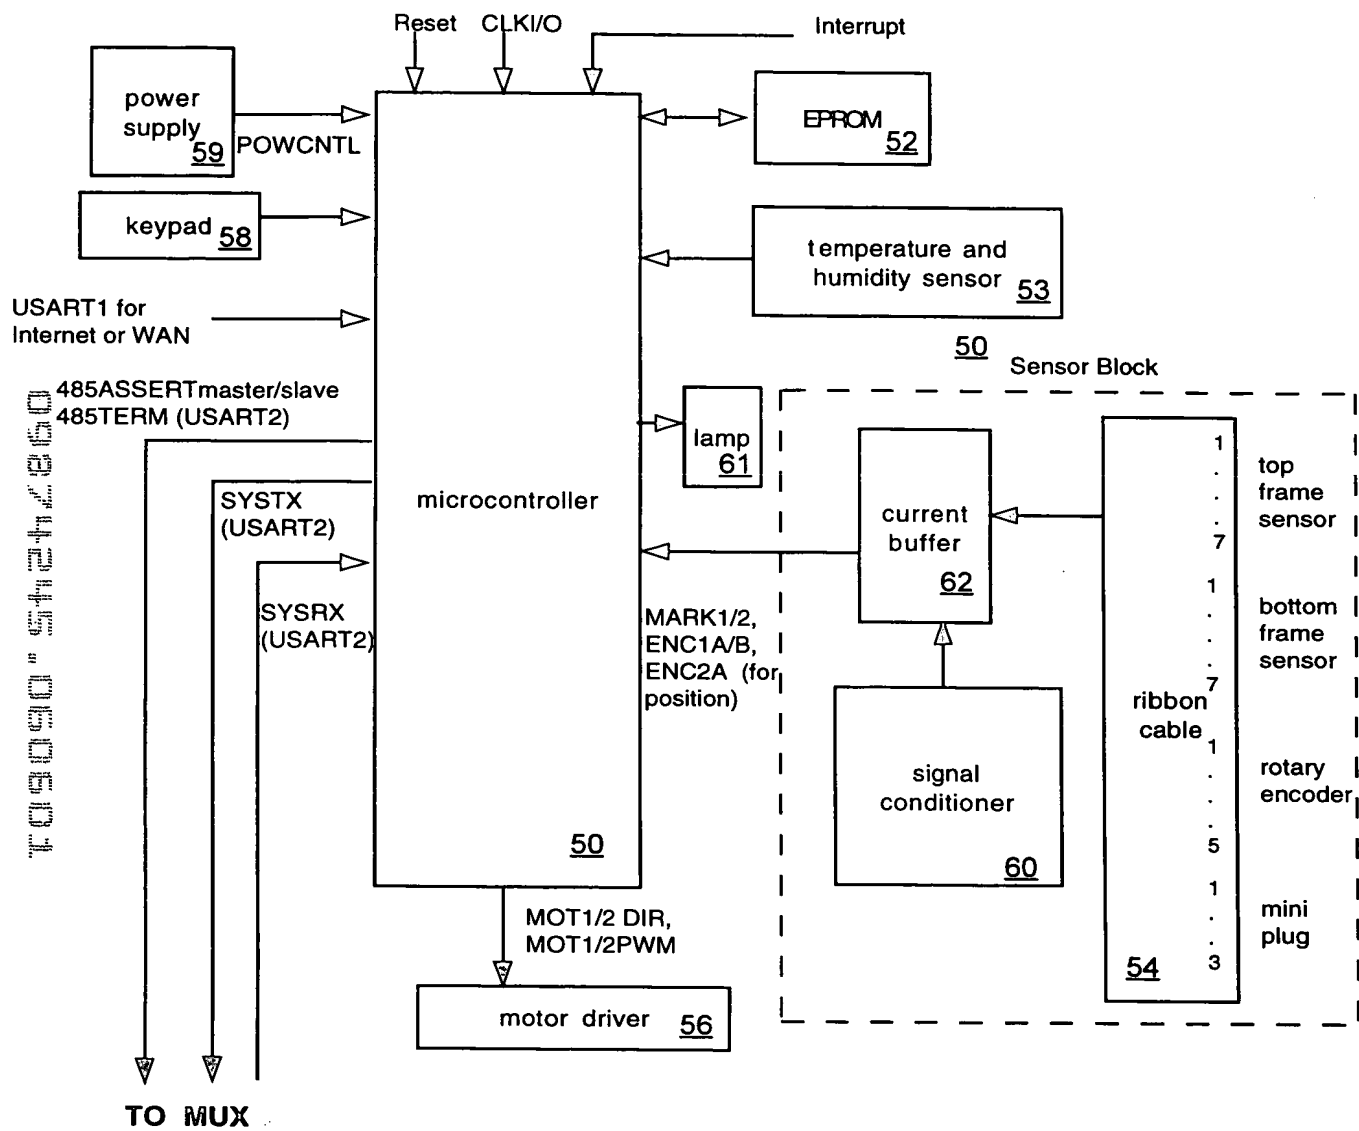 Reset CLKI/O Interrupt
power
supply 59
POWCNTL
EPROM
52
keypad 58
temperature and
humidity sensor 53
USART1 for
Internet or WAN
50
Sensor Block
485ASSERTmaster/slave
485TERM (USART2)
lamp
61
SYSTX
(USART2)
microcontroller
SYSRX
(USART2)
current
buffer
62
MARK1/2,
ENC1A/B,
ENC2A (for
position)
1
.
.
.
7
top
frame
sensor
1
.
.
.
7
bottom
frame
sensor
ribbon
cable
1
.
.
.
5
rotary
encoder
1
.
.
3
mini
plug
54
signal
conditioner
60
50
MOT1/2 DIR,
MOT1/2PWM
motor driver 56
TO MUX
09874245.060601